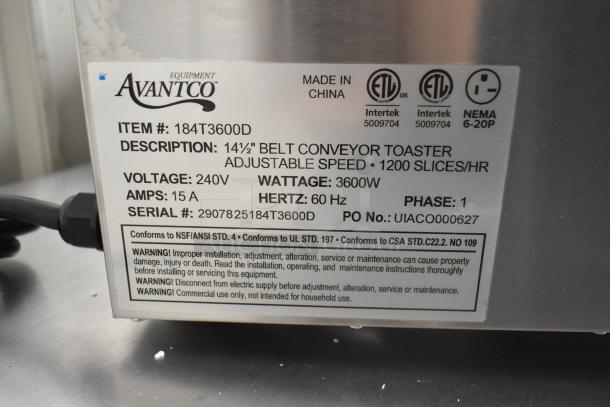 EQUIPMENT
AVANTCO
MADE IN
CHINA
ETL
US
Intertek
5009704
ETL
Intertek
5009704
NEMA
6-20P
ITEM #: 184T3600D
DESCRIPTION: 14½" BELT CONVEYOR TOASTER
ADJUSTABLE SPEED • 1200 SLICES/HR
VOLTAGE: 240V WATTAGE: 3600W
AMPS: 15 A HERTZ: 60 Hz PHASE: 1
SERIAL #: 2907825184T3600D PO No.: UIACO000627
Conforms to NSF/ANSI STD. 4 • Conforms to UL STD. 197 • Conforms to CSA STD.C22.2. NO 109
WARNING! Improper installation, adjustment, alteration, service or maintenance can cause property
damage, injury or death. Read the installation, operating, and maintenance instructions thoroughly
before installing or servicing this equipment.
WARNING! Disconnect from electric supply before adjustment, alteration, service or maintenance.
WARNING! Commercial use only, not intended for household use.